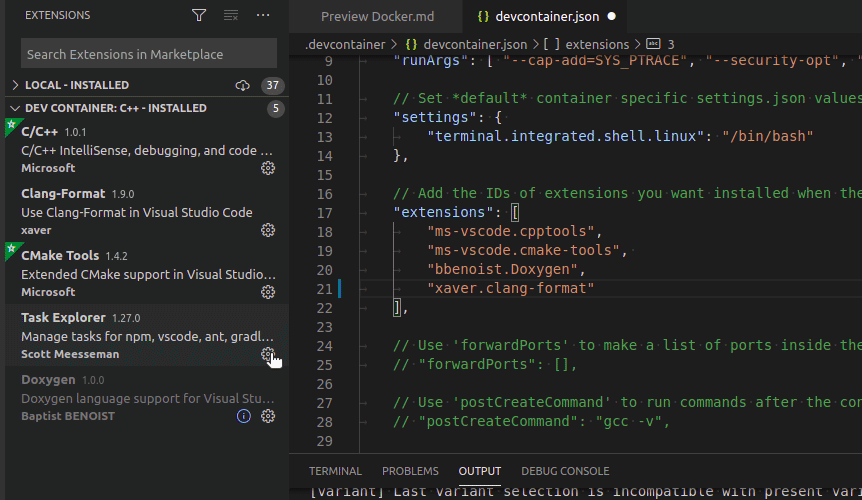 EXTENSIONS
Search Extensions in Marketplace
LOCAL - INSTALLED 37
DEV CONTAINER: C++ - INSTALLED 5
C/C++ 1.0.1
C/C++ IntelliSense, debugging, and code ...
Microsoft
Clang-Format 1.9.0
Use Clang-Format in Visual Studio Code
xaver
CMake Tools 1.4.2
Extended CMake support in Visual Studio...
Microsoft
Task Explorer 1.27.0
Manage tasks for npm, vscode, ant, gradl...
Scott Meesseman
Doxygen 1.0.0
Doxygen language support for Visual Stu...
Baptist BENOIST
Preview Docker.md {} devcontainer.json
.devcontainer > {} devcontainer.json > [ ] extensions > abc 3
9 "runArgs": [ "--cap-add=SYS_PTRACE", "--security-opt", "
10
11 // Set *default* container specific settings.json values
12 "settings": {
13 "terminal.integrated.shell.linux": "/bin/bash"
14 },
15
16 // Add the IDs of extensions you want installed when the
17 "extensions": [
18 "ms-vscode.cpptools",
19 "ms-vscode.cmake-tools",
20 "bbenoist.Doxygen",
21 "xaver.clang-format"
22 ],
23
24 // Use 'forwardPorts' to make a list of ports inside the
25 // "forwardPorts": [],
26
27 // Use 'postCreateCommand' to run commands after the con
28 // "postCreateCommand": "gcc -v",
29
TERMINAL PROBLEMS OUTPUT DEBUG CONSOLE
[variant] Last variant selection is incompatible with present vari